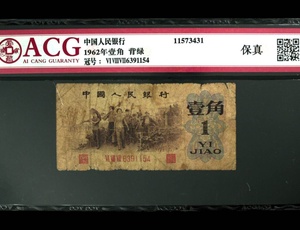 ACG
AI CANG GUARANTY
中国人民银行
1962年壹角 背绿
冠号： VI VIII VII6391154
11573431
保真
中國人民銀行
壹角
1
YI
JIAO
6391154